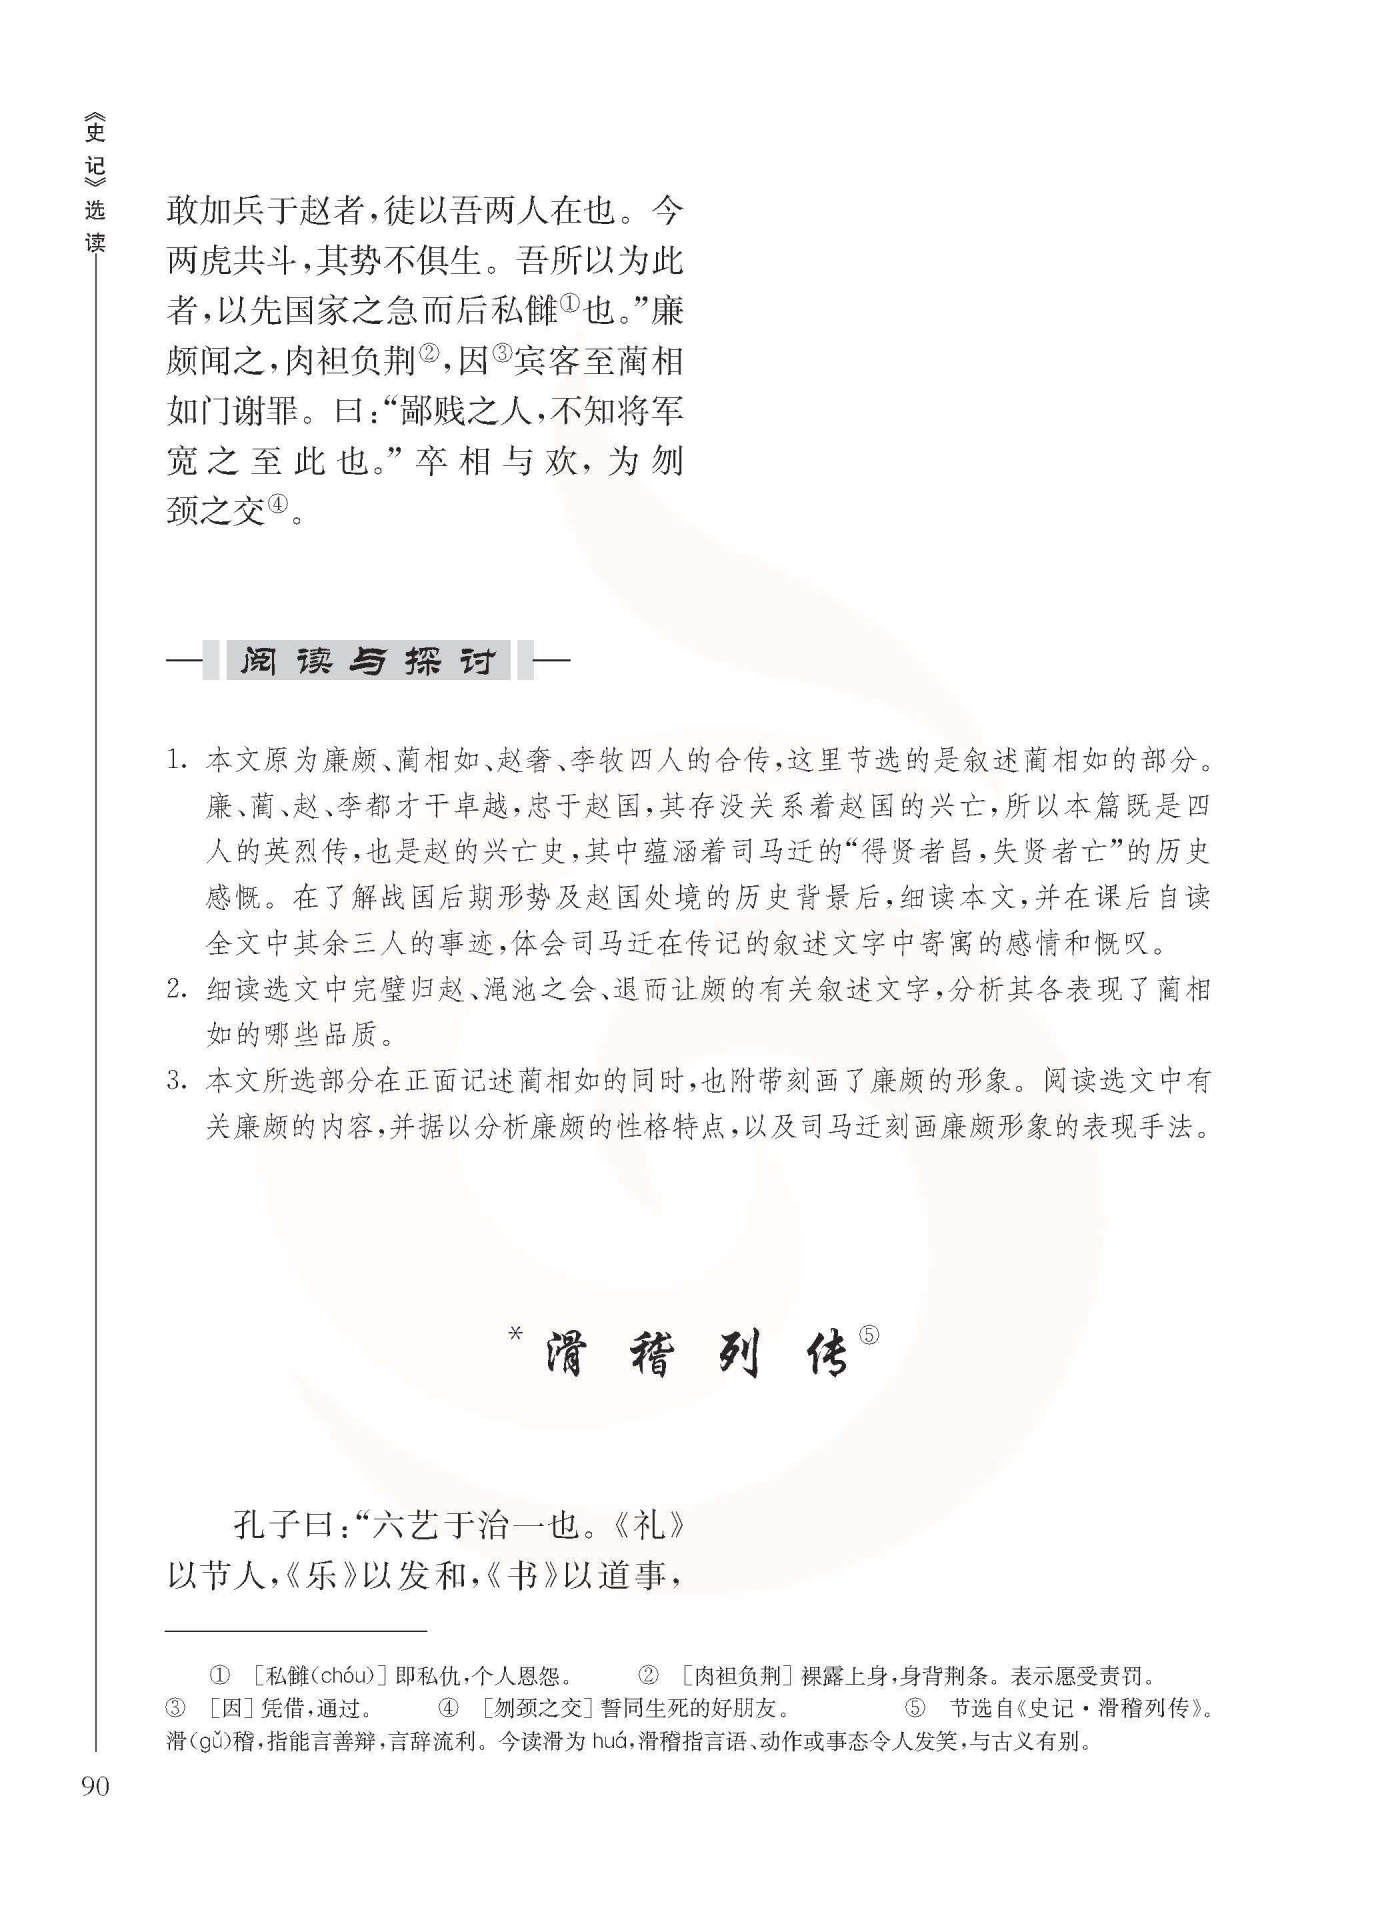 《史记》选读
敢加兵于赵者，徒以吾两人在也。今
两虎共斗，其势不俱生。吾所以为此
者，以先国家之急而后私雠①也。”廉
颇闻之，肉袒负荆②，因③宾客至蔺相
如门谢罪。曰：“鄙贱之人，不知将军
宽之至此也。”卒相与欢，为刎
颈之交④。
阅读与探讨
1. 本文原为廉颇、蔺相如、赵奢、李牧四人的合传，这里节选的是叙述蔺相如的部分。
廉、蔺、赵、李都才干卓越，忠于赵国，其存没关系着赵国的兴亡，所以本篇既是四
人的英烈传，也是赵的兴亡史，其中蕴涵着司马迁的“得贤者昌，失贤者亡”的历史
感慨。在了解战国后期形势及赵国处境的历史背景后，细读本文，并在课后自读
全文中其余三人的事迹，体会司马迁在传记的叙述文字中寄寓的感情和慨叹。
2. 细读选文中完璧归赵、渑池之会、退而让颇的有关叙述文字，分析其各表现了蔺相
如的哪些品质。
3. 本文所选部分在正面记述蔺相如的同时，也附带刻画了廉颇的形象。阅读选文中有
关廉颇的内容，并据以分析廉颇的性格特点，以及司马迁刻画廉颇形象的表现手法。
*滑稽列传⑤
孔子曰：“六艺于治一也。《礼》
以节人，《乐》以发和，《书》以道事，
① ［私雠(chóu)］即私仇，个人恩怨。 ② ［肉袒负荆］裸露上身，身背荆条。表示愿受责罚。
③ ［因］凭借，通过。 ④ ［刎颈之交］誓同生死的好朋友。 ⑤ 节选自《史记·滑稽列传》。
滑(gǔ)稽，指能言善辩，言辞流利。今读滑为 huá，滑稽指言语、动作或事态令人发笑，与古义有别。
90